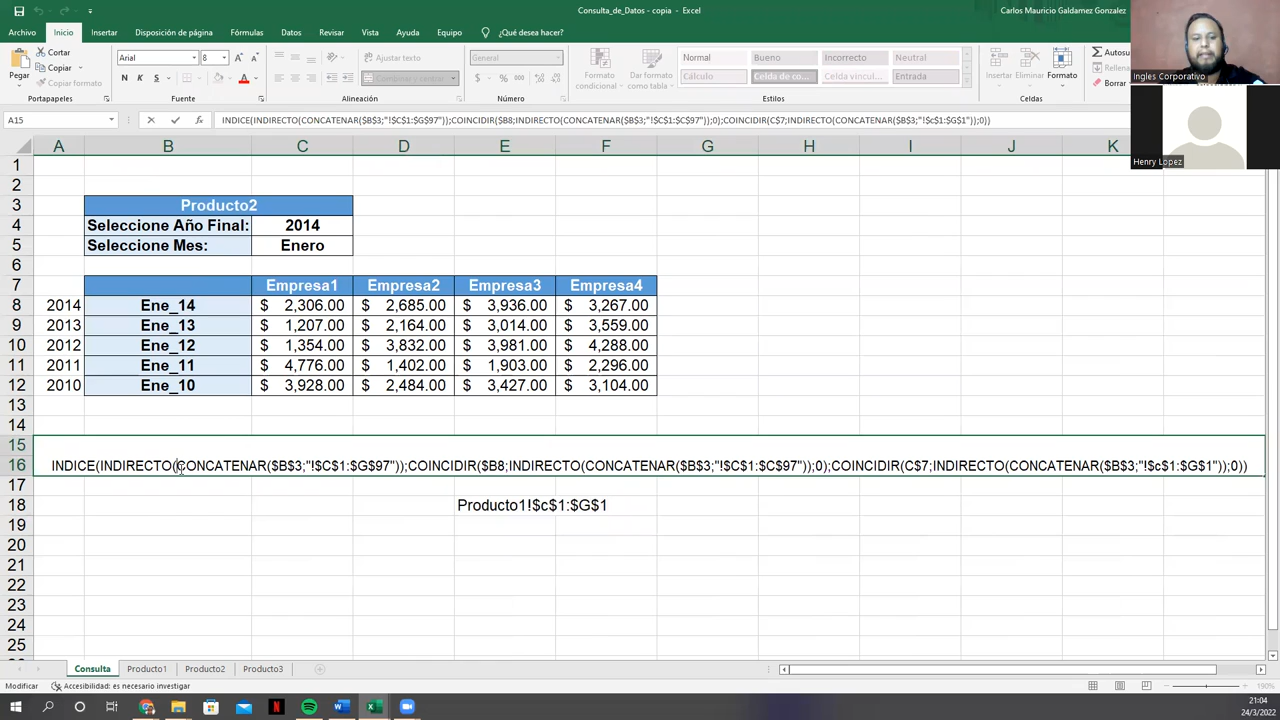 Consulta_de_Datos - copia - Excel
Carlos Mauricio Galdamez Gonzalez
Archivo Inicio Insertar Disposición de página Fórmulas Datos Revisar Vista Ayuda Equipo ¿Qué desea hacer?
Pegar
Cortar
Copiar
Copiar formato
Portapapeles
Arial 8
N K S
Fuente
Ajustar texto
Combinar y centrar
Alineación
General
Número
Formato condicional
Dar formato como tabla
Normal Bueno Incorrecto Neutral
Cálculo Celda de co... Celda vincul... Entrada
Estilos
Insertar Eliminar Formato
Celdas
Autosu
Rellena
Borrar
Ingles Corporativo
Henry Lopez
A15
INDICE(INDIRECTO(CONCATENAR($B$3;"!$C$1:$G$97"));COINCIDIR($B8;INDIRECTO(CONCATENAR($B$3;"!$C$1:$C$97"));0);COINCIDIR(C$7;INDIRECTO(CONCATENAR($B$3;"!$c$1:$G$1"));0))
A B C D E F G H I J K
1
2
3 Producto2
4 Seleccione Año Final: 2014
5 Seleccione Mes: Enero
6
7 Empresa1 Empresa2 Empresa3 Empresa4
8 2014 Ene_14 $ 2,306.00 $ 2,685.00 $ 3,936.00 $ 3,267.00
9 2013 Ene_13 $ 1,207.00 $ 2,164.00 $ 3,014.00 $ 3,559.00
10 2012 Ene_12 $ 1,354.00 $ 3,832.00 $ 3,981.00 $ 4,288.00
11 2011 Ene_11 $ 4,776.00 $ 1,402.00 $ 1,903.00 $ 2,296.00
12 2010 Ene_10 $ 3,928.00 $ 2,484.00 $ 3,427.00 $ 3,104.00
13
14
15
16 INDICE(INDIRECTO(CONCATENAR($B$3;"!$C$1:$G$97"));COINCIDIR($B8;INDIRECTO(CONCATENAR($B$3;"!$C$1:$C$97"));0);COINCIDIR(C$7;INDIRECTO(CONCATENAR($B$3;"!$c$1:$G$1"));0))
17
18 Producto1!$c$1:$G$1
19
20
21
22
23
24
25
Consulta Producto1 Producto2 Producto3
Modificar Accesibilidad: es necesario investigar
190%
21:04
24/3/2022